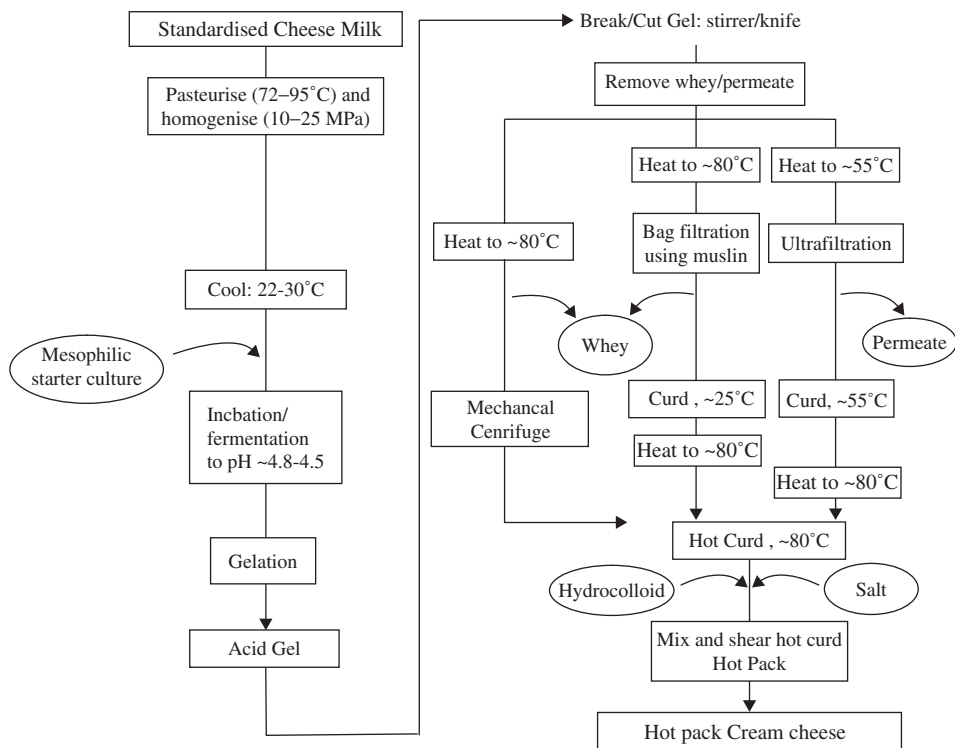 Standardised Cheese Milk
Pasteurise (72–95°C) and
homogenise (10–25 MPa)
Cool: 22-30°C
Mesophilic
starter culture
Incbation/
fermentation
to pH ~4.8-4.5
Gelation
Acid Gel
Break/Cut Gel: stirrer/knife
Remove whey/permeate
Heat to ~80°C
Heat to ~80°C
Bag filtration
using muslin
Heat to ~55°C
Ultrafiltration
Whey
Permeate
Mechancal
Cenrifuge
Curd , ~25°C
Heat to ~80°C
Curd, ~55°C
Heat to ~80°C
Hot Curd , ~80°C
Hydrocolloid
Salt
Mix and shear hot curd
Hot Pack
Hot pack Cream cheese